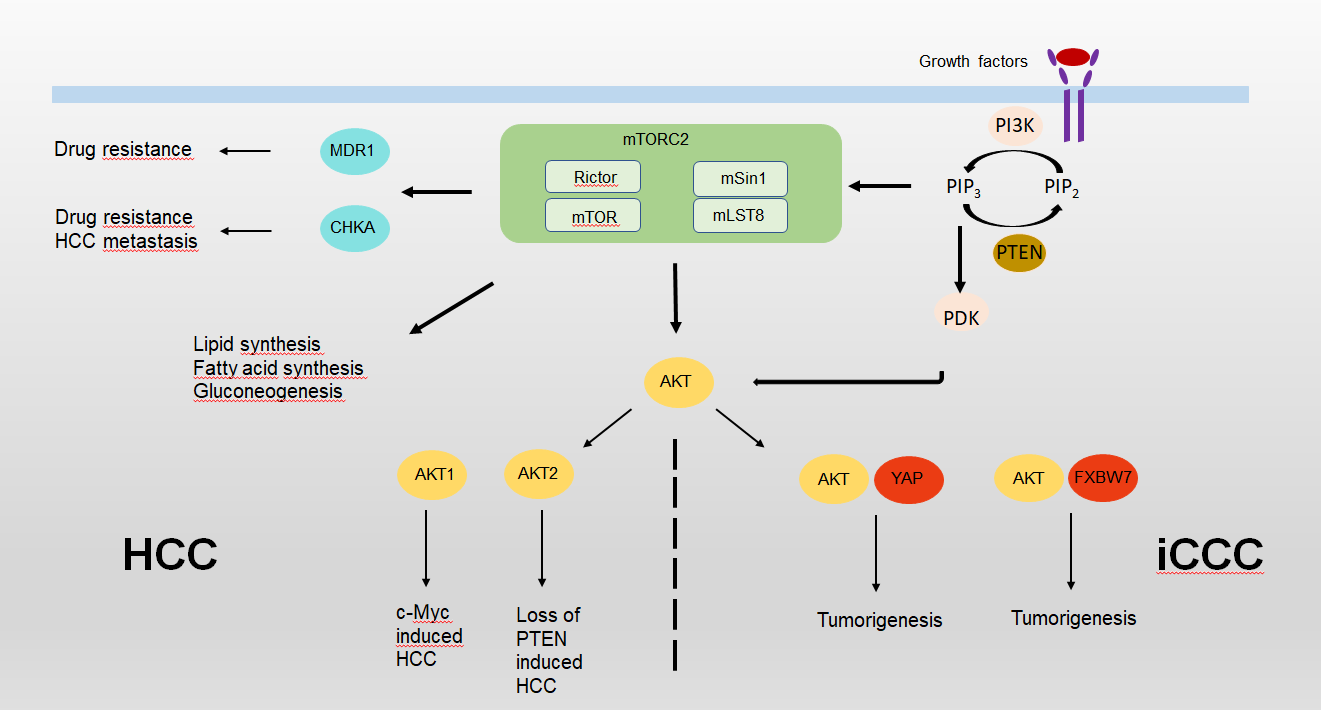 Growth factors
PI3K
mTORC2
Drug resistance
MDR1
Rictor
mSin1
PIP3
PIP2
Drug resistance
HCC metastasis
CHKA
mTOR
mLST8
PTEN
PDK
Lipid synthesis
Fatty acid synthesis
Gluconeogenesis
AKT
AKT1
AKT2
AKT
YAP
AKT
FXBW7
HCC
iCCC
c-Myc
induced
HCC
Loss of
PTEN
induced
HCC
Tumorigenesis
Tumorigenesis